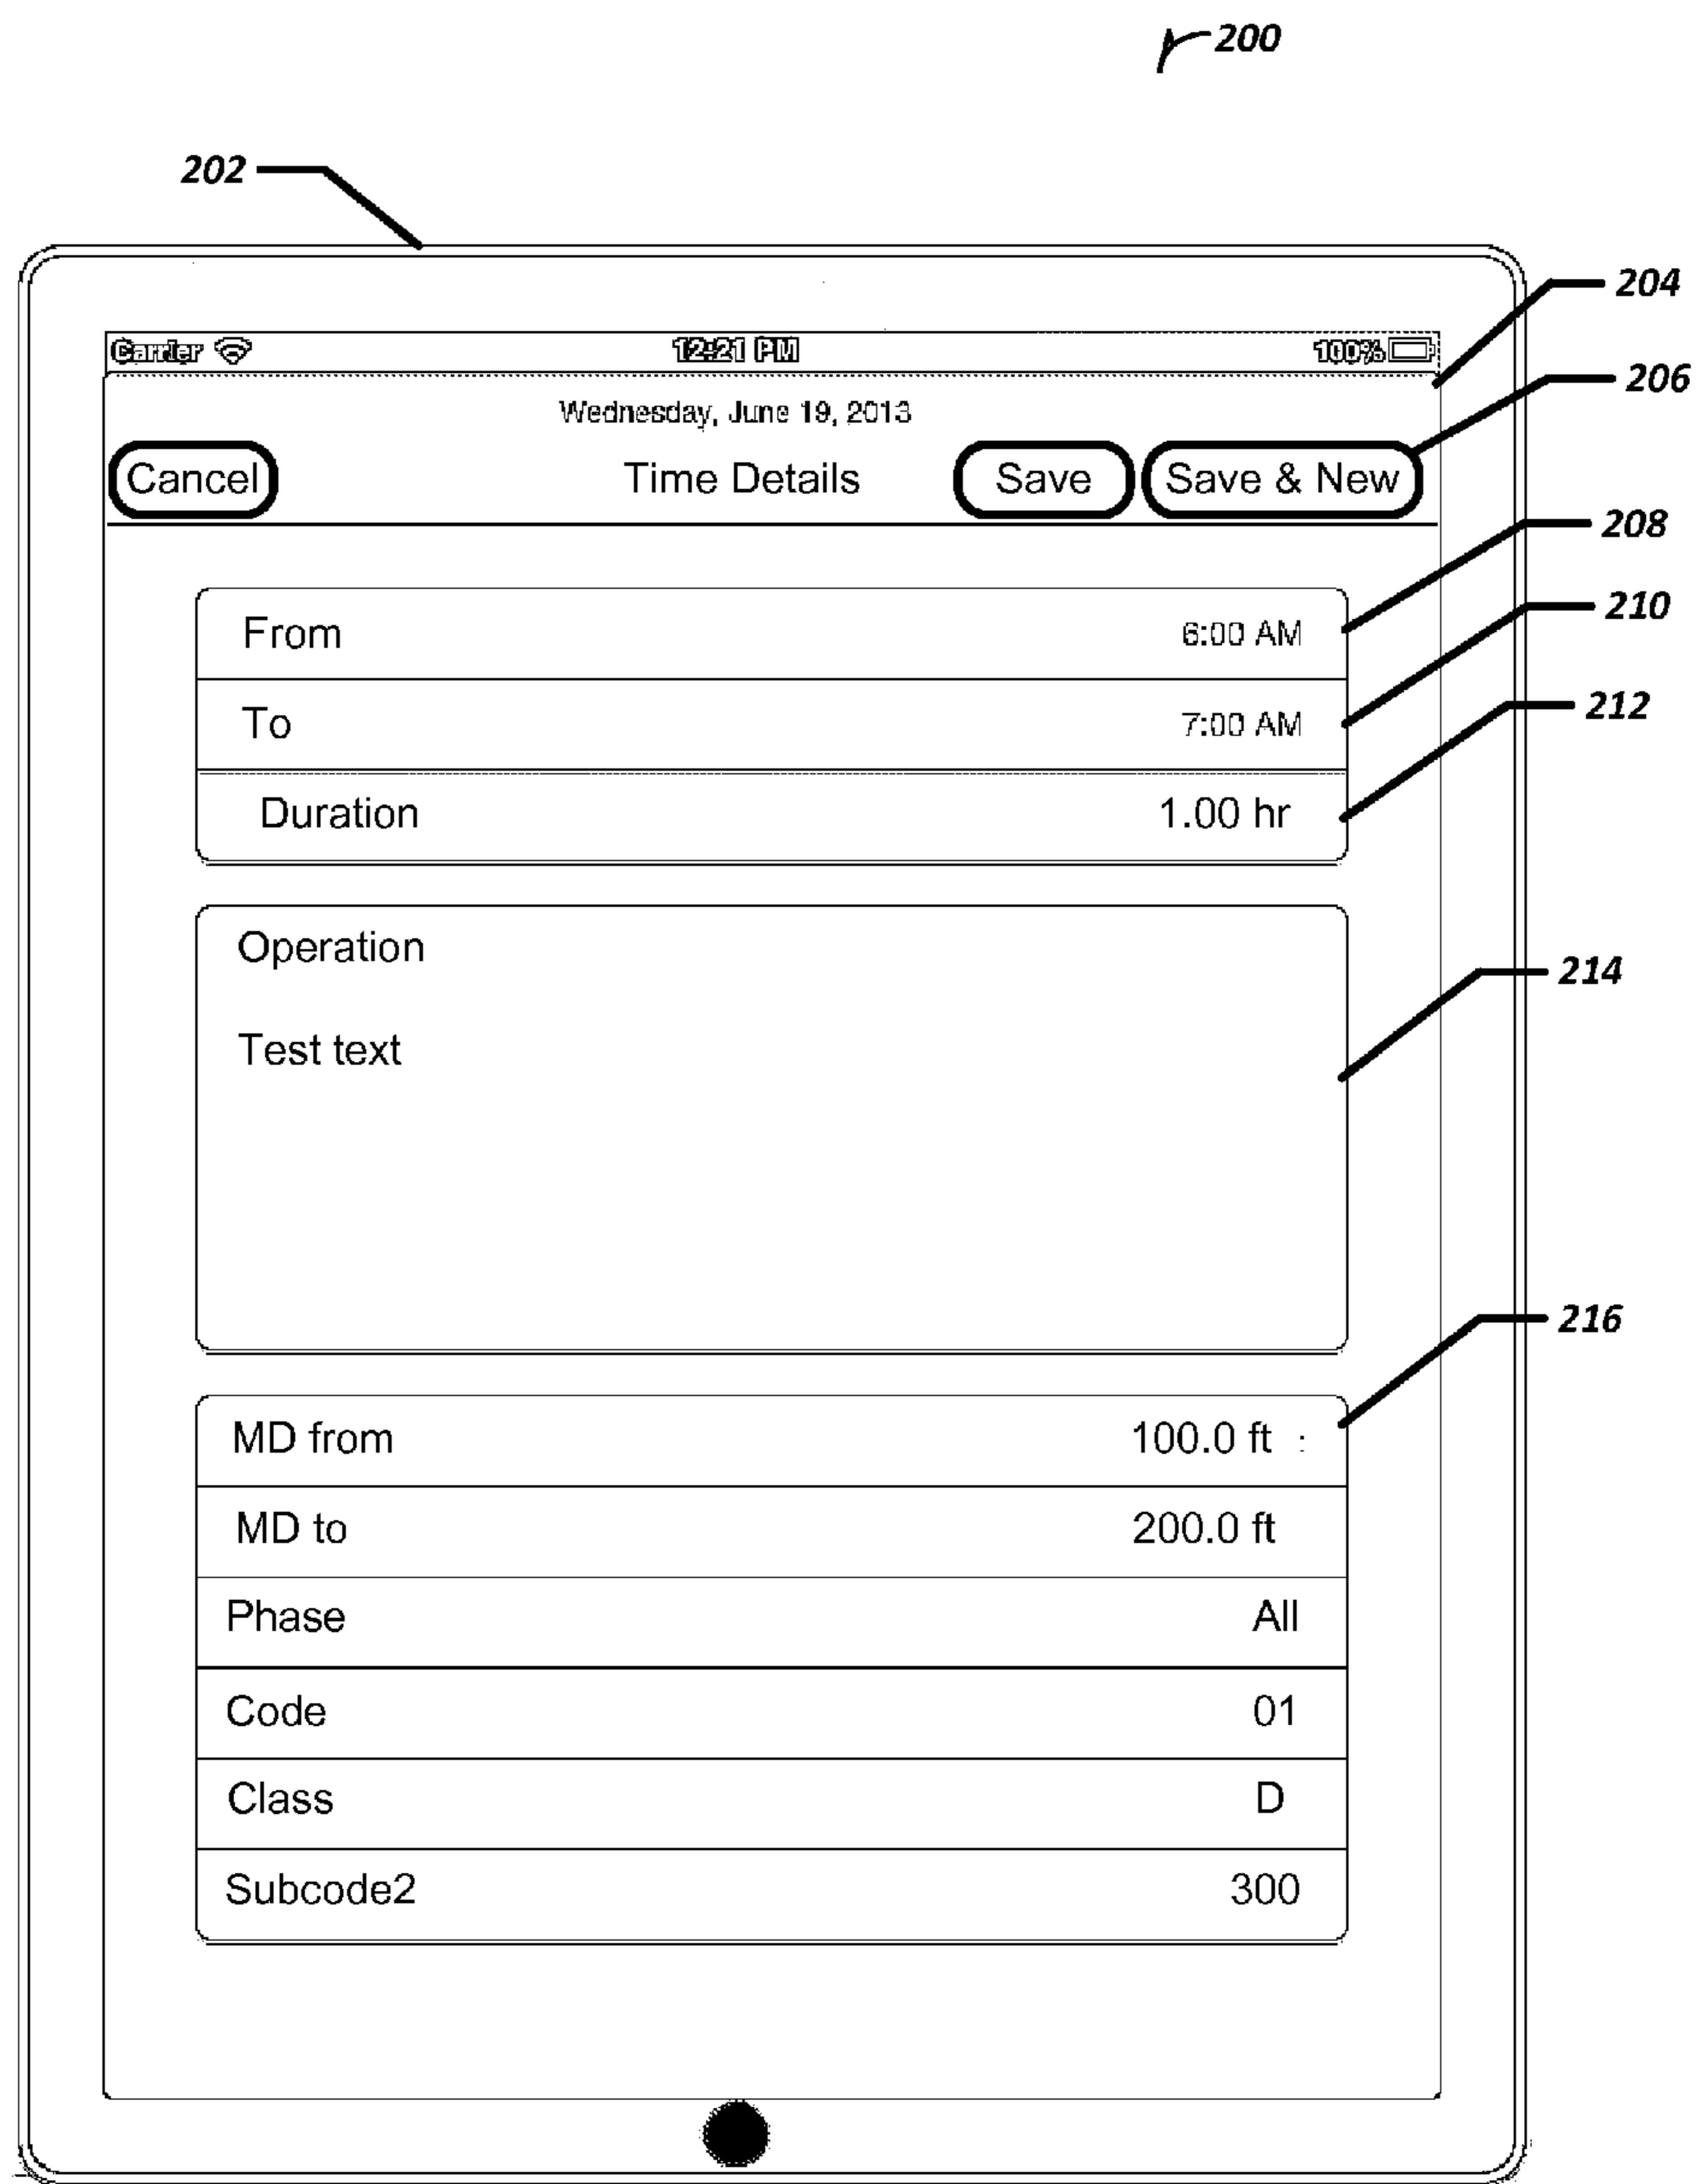 200
202
204
Carrier 12:21 PM 100%
206
Wednesday, June 19, 2013
Cancel Time Details Save Save & New
208
From 6:00 AM
210
To 7:00 AM
212
Duration 1.00 hr
Operation
214
Test text
216
MD from 100.0 ft :
MD to 200.0 ft
Phase All
Code 01
Class D
Subcode2 300